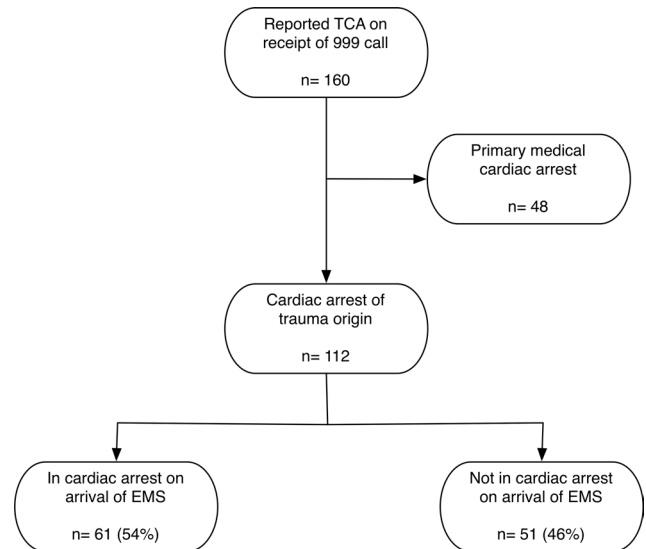 Reported TCA on
receipt of 999 call
n= 160
Primary medical
cardiac arrest
n= 48
Cardiac arrest of
trauma origin
n= 112
In cardiac arrest on
arrival of EMS
n= 61 (54%)
Not in cardiac arrest
on arrival of EMS
n= 51 (46%)